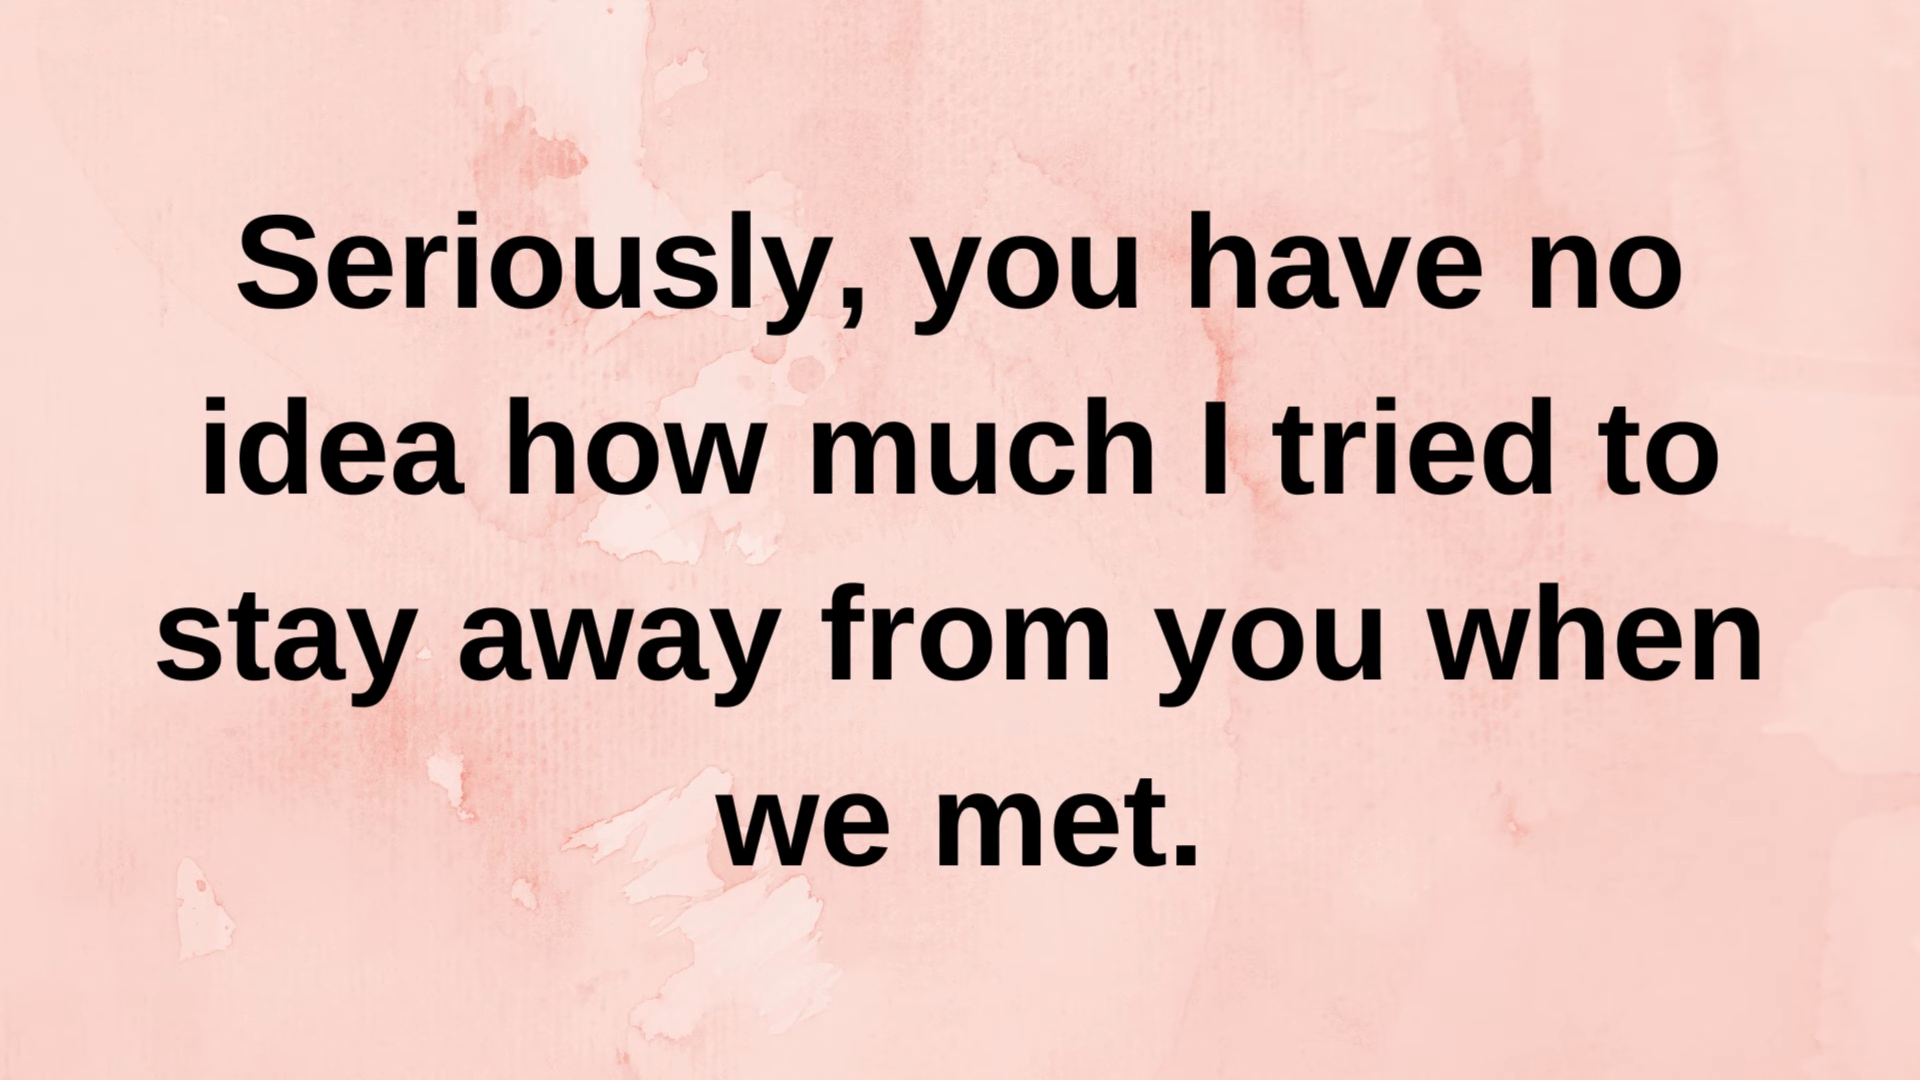 Seriously, you have no
idea how much I tried to
stay away from you when
we met.